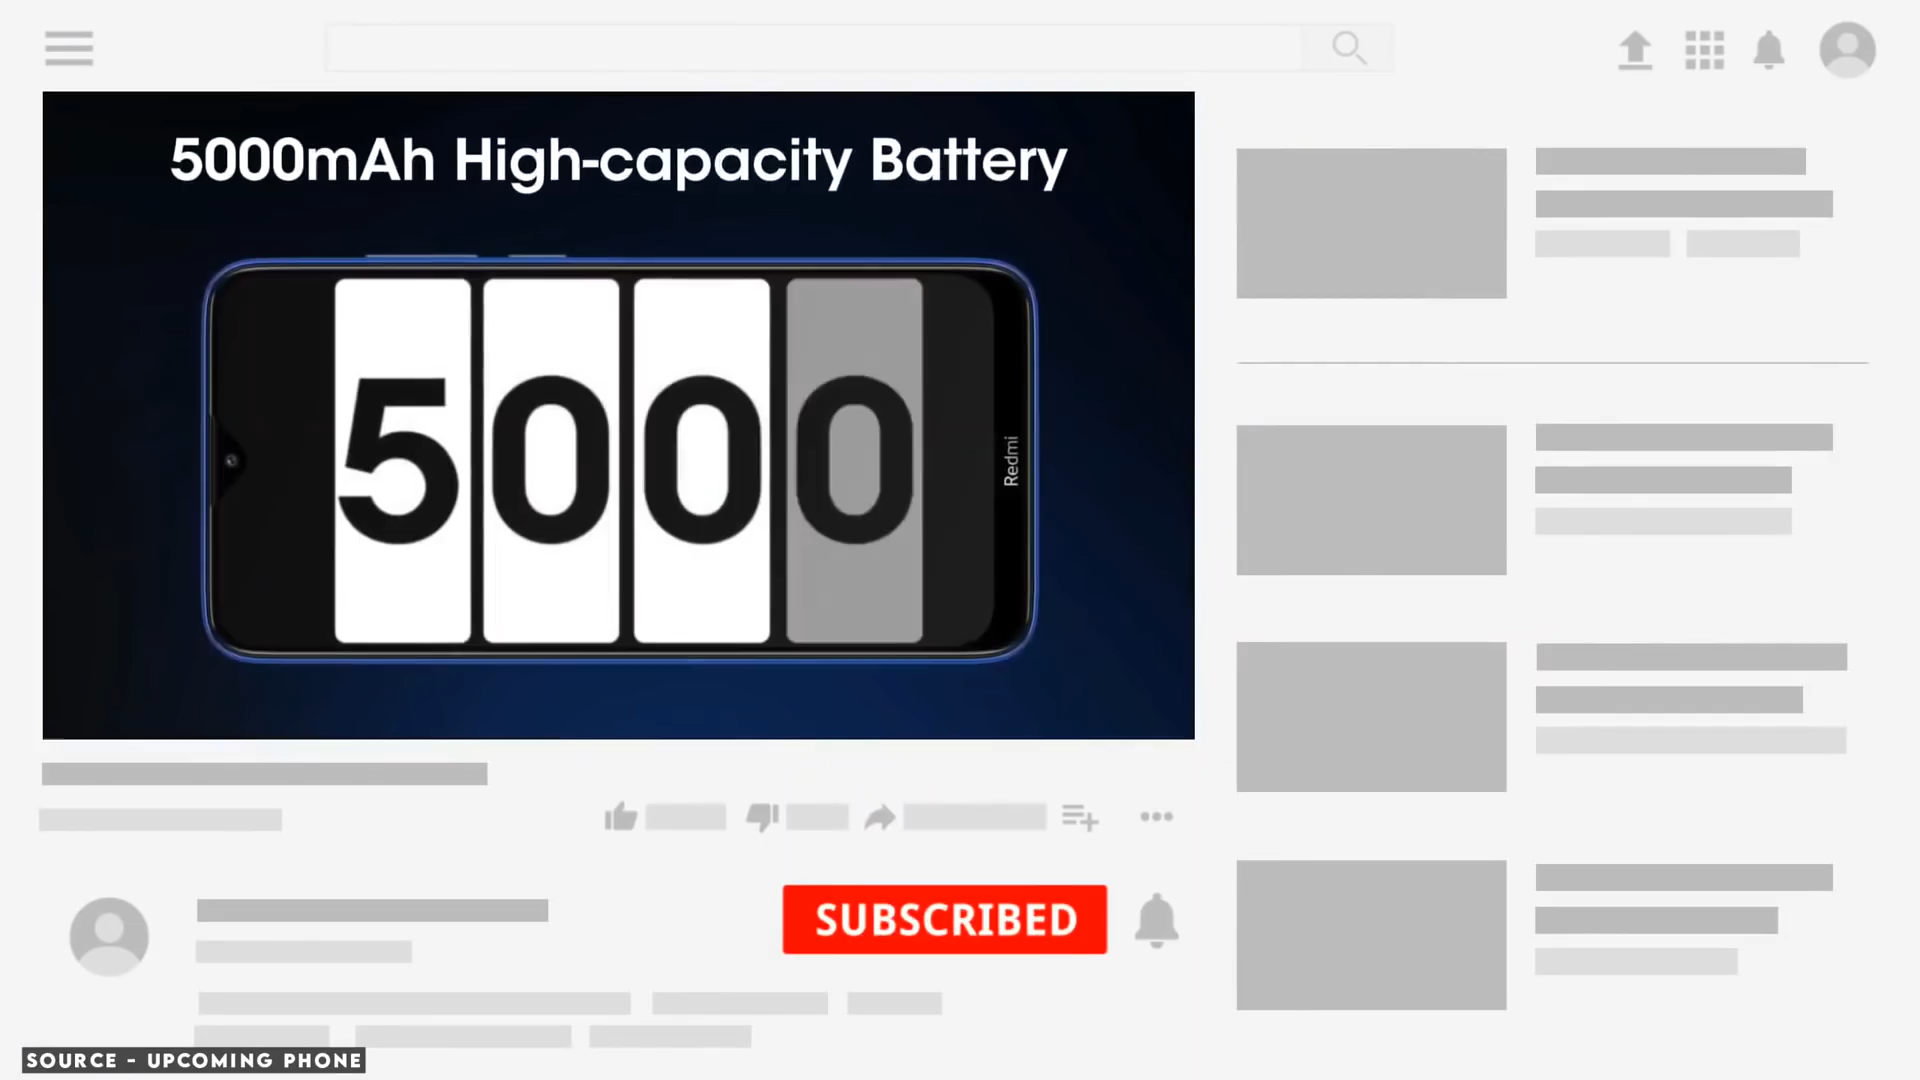 5000mAh High-capacity Battery
5000
Redmi
SUBSCRIBED
SOURCE - UPCOMING PHONE